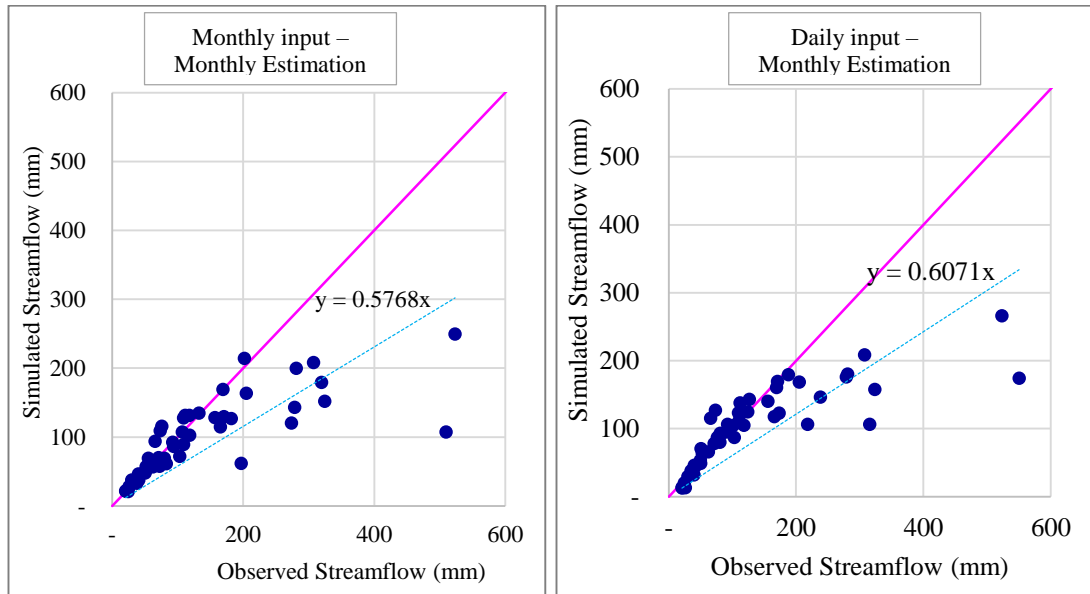 Monthly input –
Monthly Estimation
600
500
400
300
200
100
-
Simulated Streamflow (mm)
y = 0.5768x
-
200
400
600
Observed Streamflow (mm)
Daily input –
Monthly Estimation
600
500
400
300
200
100
-
Simulated Streamflow (mm)
y = 0.6071x
-
200
400
600
Observed Streamflow (mm)